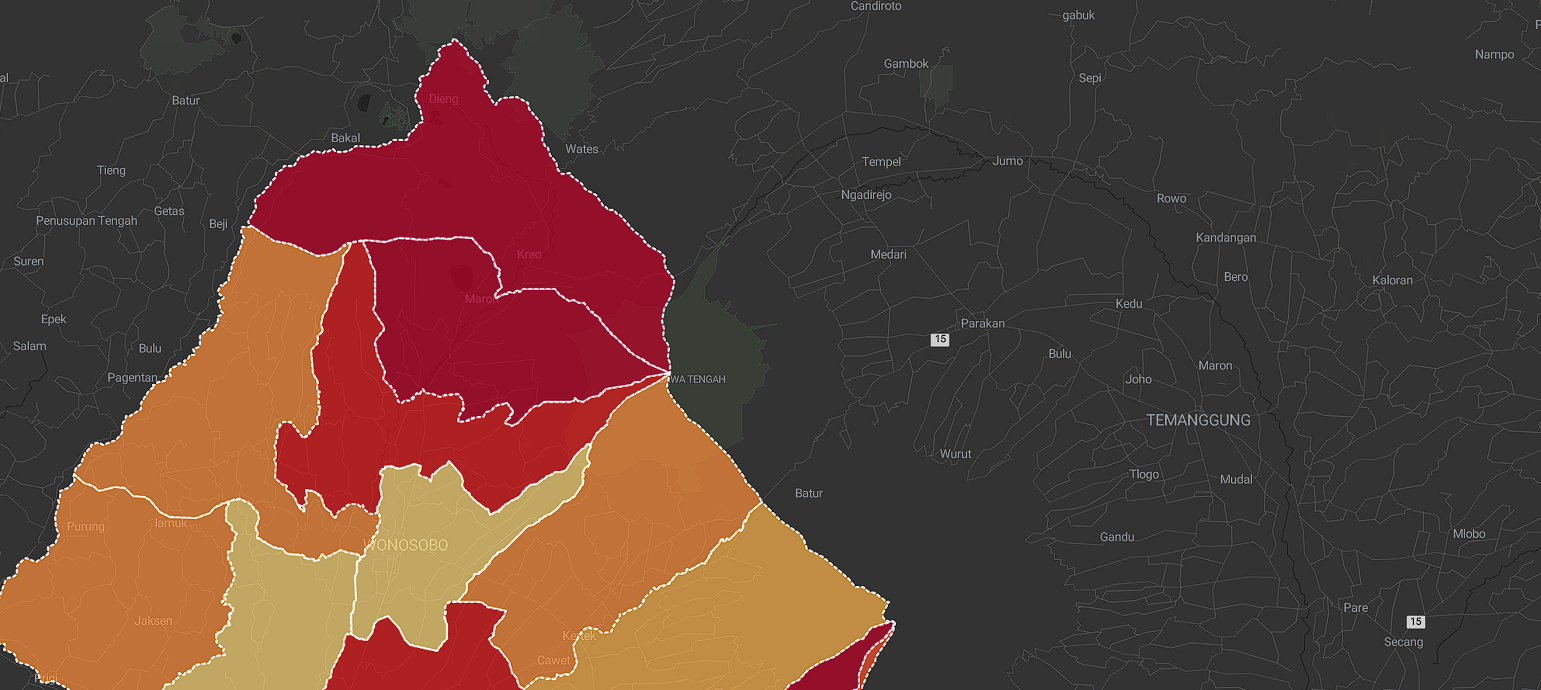 Candiroto
gabuk
Nampo
Gambok
al
Sepi
Dieng
Batur
Bakal
Wates
Tempel
Jumo
Tieng
Ngadirejo
Rowo
Getas
Penusupan Tengah
Beji
Kandangan
Kreo
Medari
Suren
Bero
Kaloran
Maron
Kedu
Epek
Parakan
15
Salam
Bulu
Bulu
Maron
Pagentan
WA TENGAH
Joho
TEMANGGUNG
Wurut
Tlogo
Mudal
Batur
Purung
lamuk
Mlobo
Gandu
WONOSOBO
Pare
Jaksen
15
Kertek
Secang
Cawet
Prigi